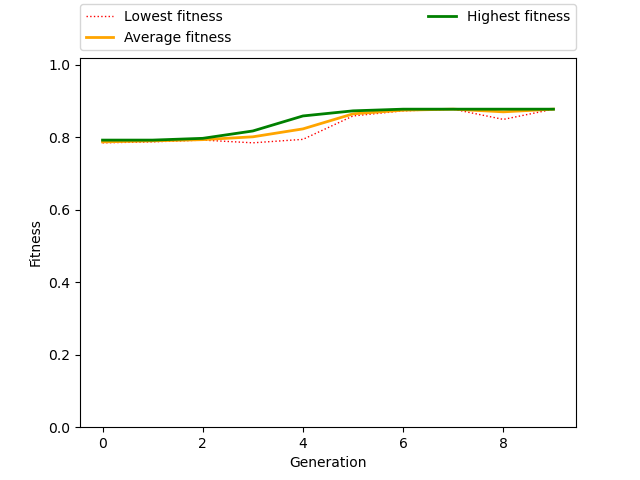 Lowest fitness
Average fitness
Highest fitness
1.0
0.8
0.6
0.4
0.2
0.0
Fitness
0 2 4 6 8
Generation